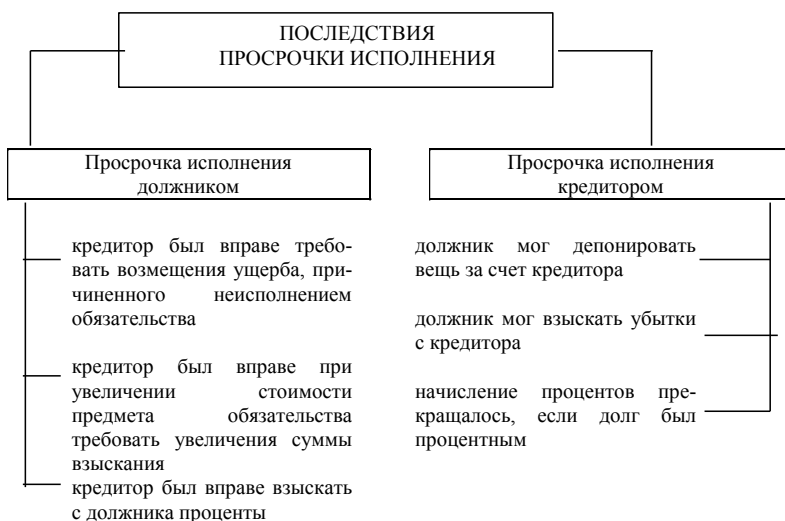 ПОСЛЕДСТВИЯ
ПРОСРОЧКИ ИСПОЛНЕНИЯ
Просрочка исполнения
должником
кредитор был вправе требо-
вать возмещения ущерба, при-
чиненного неисполнением
обязательства
кредитор был вправе при
увеличении стоимости
предмета обязательства
требовать увеличения суммы
взыскания
кредитор был вправе взыскать
с должника проценты
Просрочка исполнения
кредитором
должник мог депонировать
вещь за счет кредитора
должник мог взыскать убытки
с кредитора
начисление процентов пре-
кращалось, если долг был
процентным